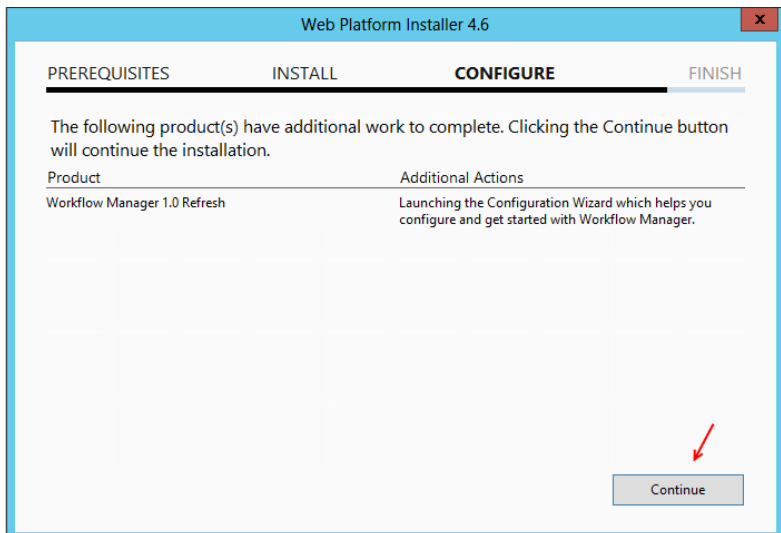 Web Platform Installer 4.6
x
PREREQUISITES INSTALL CONFIGURE FINISH
The following product(s) have additional work to complete. Clicking the Continue button
will continue the installation.
Product Additional Actions
Workflow Manager 1.0 Refresh Launching the Configuration Wizard which helps you
configure and get started with Workflow Manager.
Continue